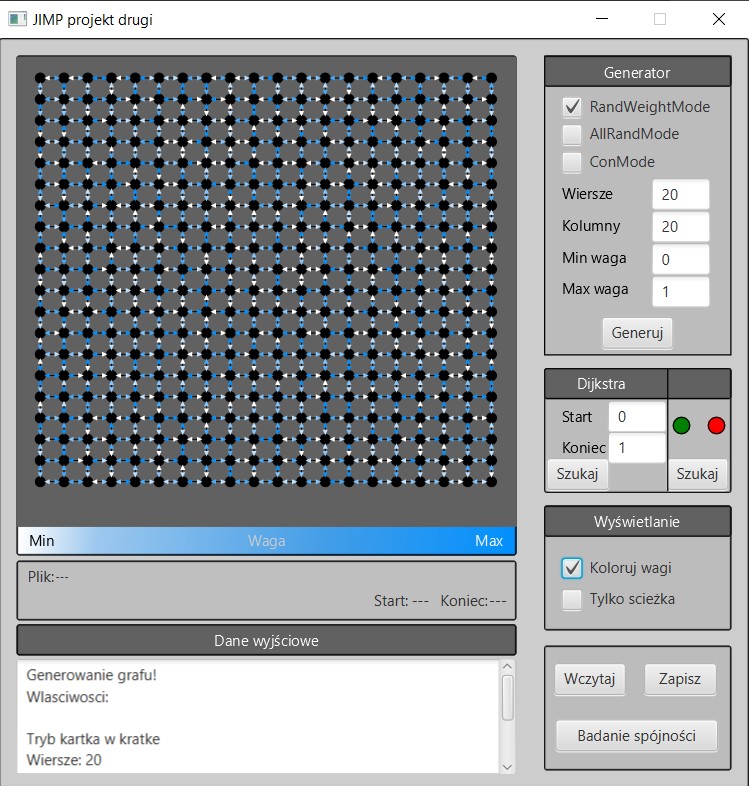 JIMP projekt drugi
Min Waga Max
Plik:---
Start: --- Koniec:---
Dane wyjściowe
Generowanie grafu!
Wlasciwosci:
Tryb kartka w kratke
Wiersze: 20
Generator
RandWeightMode
AllRandMode
ConMode
Wiersze 20
Kolumny 20
Min waga 0
Max waga 1
Generuj
Dijkstra
Start 0
Koniec 1
Szukaj Szukaj
Wyświetlanie
Koloruj wagi
Tylko scieżka
Wczytaj Zapisz
Badanie spójności